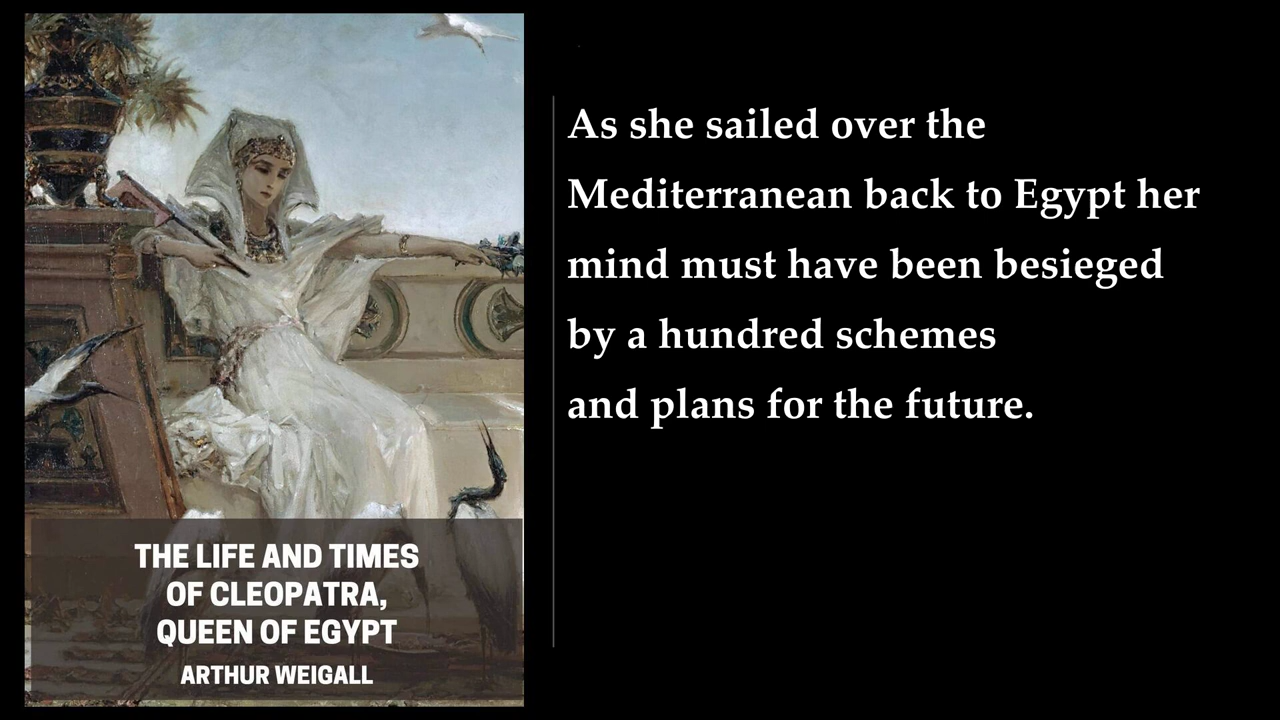 As she sailed over the
Mediterranean back to Egypt her
mind must have been besieged
by a hundred schemes
and plans for the future.
THE LIFE AND TIMES
OF CLEOPATRA,
QUEEN OF EGYPT
ARTHUR WEIGALL